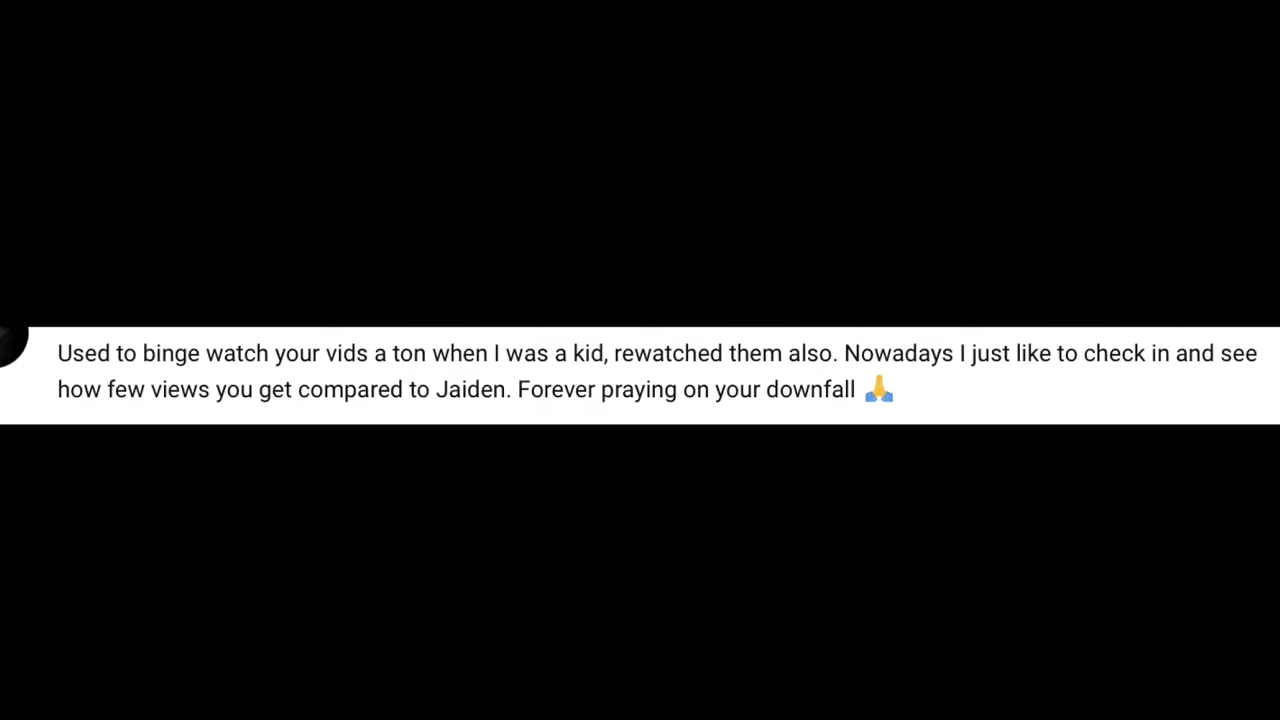 Used to binge watch your vids a ton when I was a kid, rewatched them also. Nowadays I just like to check in and see
how few views you get compared to Jaiden. Forever praying on your downfall 🙏